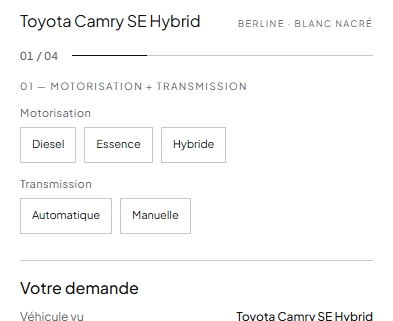 Toyota Camry SE Hybrid
BERLINE · BLANC NACRÉ
01 / 04
01 — MOTORISATION + TRANSMISSION
Motorisation
Diesel
Essence
Hybride
Transmission
Automatique
Manuelle
Votre demande
Véhicule vu
Toyota Camry SE Hybrid